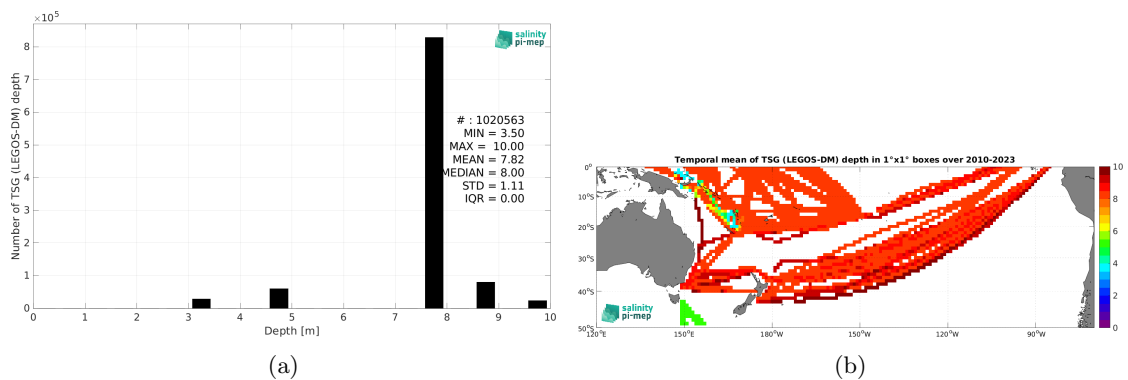 ×10⁵
8
7
6
5
4
3
2
1
0
Number of TSG (LEGOS-DM) depth
salinity
pi-mep
# : 1020563
MIN = 3.50
MAX = 10.00
MEAN = 7.82
MEDIAN = 8.00
STD = 1.11
IQR = 0.00
0 1 2 3 4 5 6 7 8 9 10
Depth [m]
(a)
Temporal mean of TSG (LEGOS-DM) depth in 1°x1° boxes over 2010-2023
0°
10°S
20°S
30°S
40°S
50°S
salinity
pi-mep
120°E 150°E 180°W 150°W 120°W 90°W
10
8
6
4
2
0
(b)